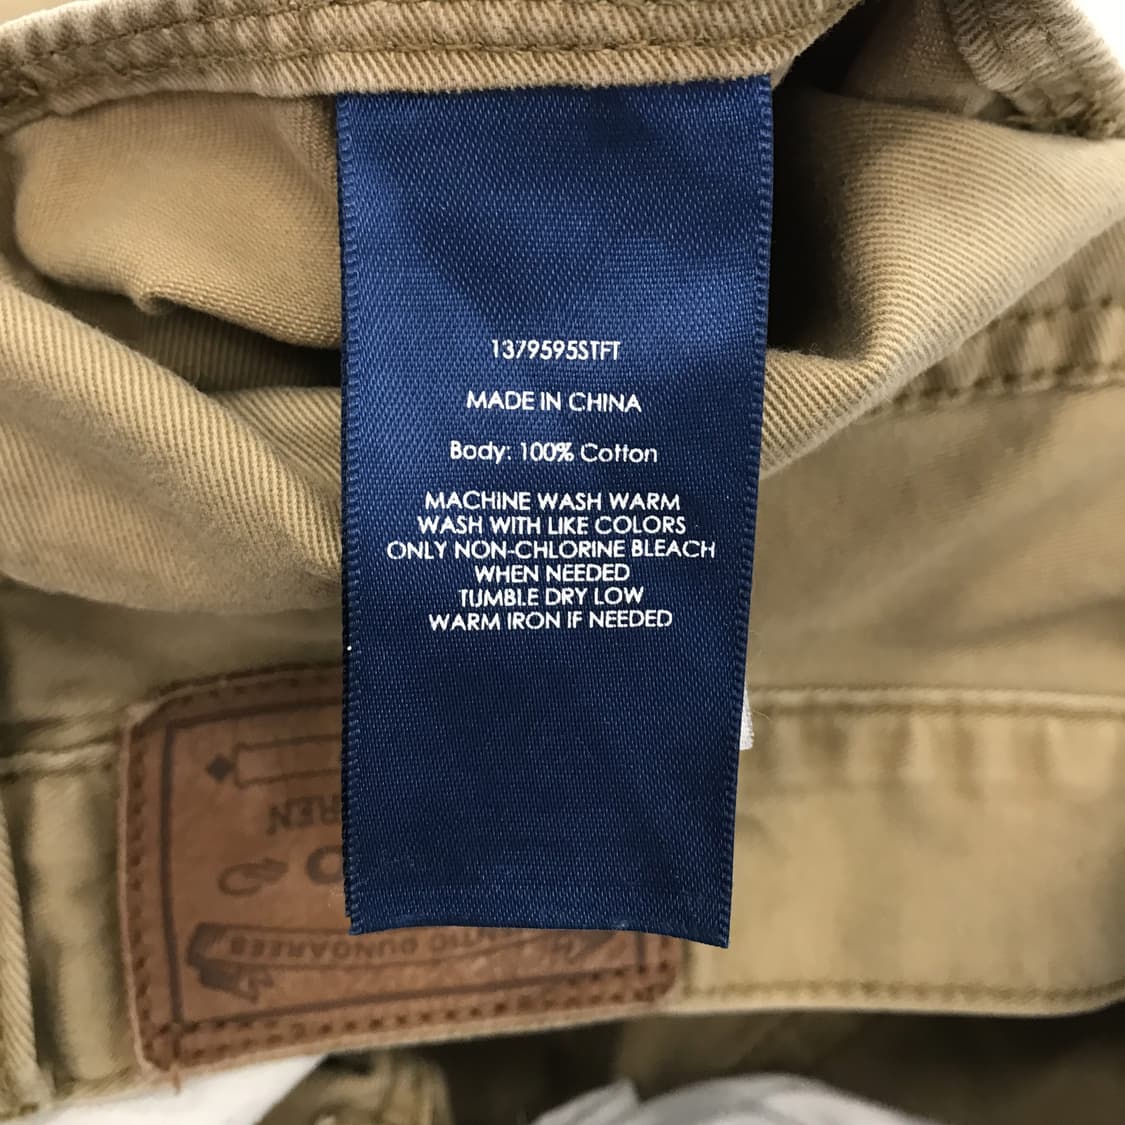 1379595STFT
MADE IN CHINA
Body: 100% Cotton
MACHINE WASH WARM
WASH WITH LIKE COLORS
ONLY NON-CHLORINE BLEACH
WHEN NEEDED
TUMBLE DRY LOW
WARM IRON IF NEEDED
DUNGAREES